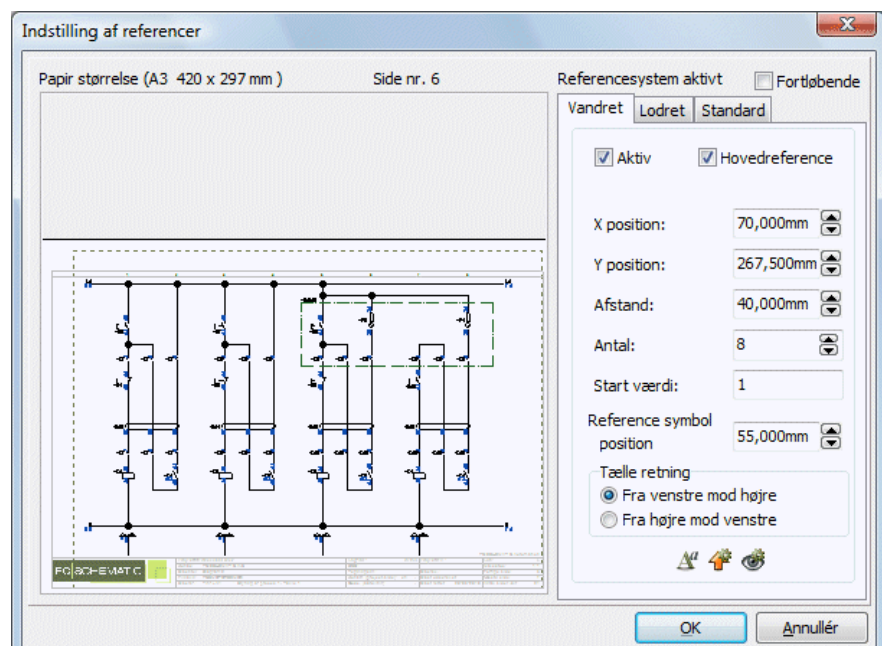 Indstilling af referencer
Papir størrelse (A3 420 x 297 mm ) Side nr. 6
Referencesystem aktivt Fortløbende
Vandret Lodret Standard
Aktiv Hovedreference
X position: 70,000mm
Y position: 267,500mm
Afstand: 40,000mm
Antal: 8
Start værdi: 1
Reference symbol
position 55,000mm
Tælle retning
Fra venstre mod højre
Fra højre mod venstre
PC|SCHEMATIC
OK Annullér